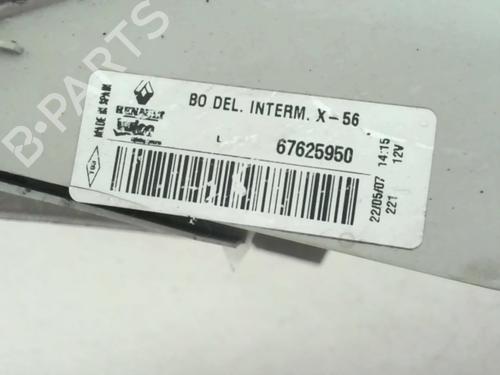 B-PARTS
MADE IN SPAIN
RENAULT
Valeo
BO DEL. INTERM. X-56
L
67625950
22/05/07 14:15
221 12V